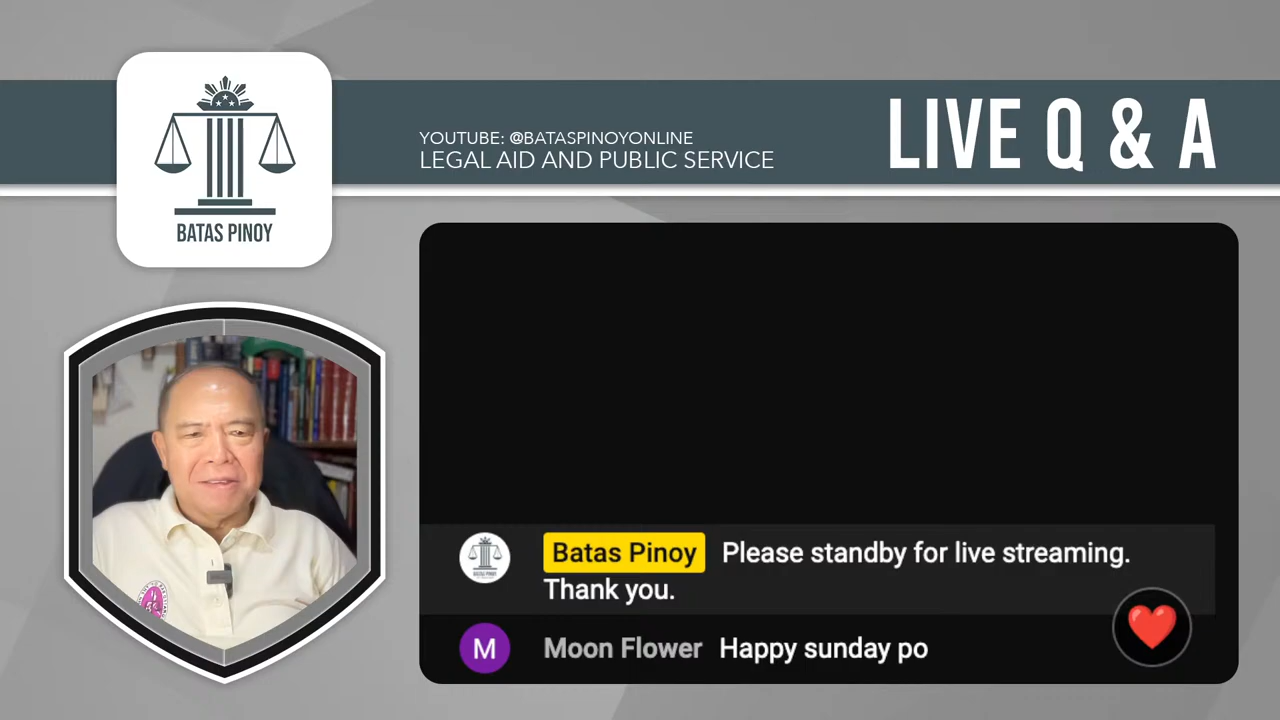 BATAS PINOY
YOUTUBE: @BATASPINOYONLINE
LEGAL AID AND PUBLIC SERVICE
LIVE Q & A
Batas Pinoy Please standby for live streaming.
Thank you.
M Moon Flower Happy sunday po